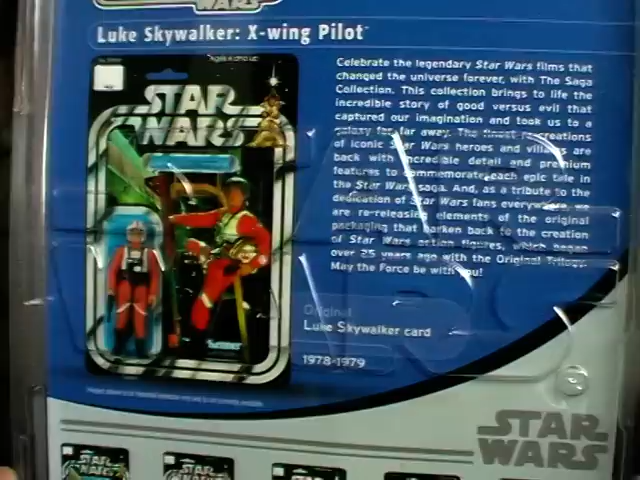 WARS
Luke Skywalker: X-wing Pilot
STAR
WARS
Kenner
Celebrate the legendary Star Wars films that
changed the universe forever, with The Saga
Collection. This collection brings to life the
incredible story of good versus evil that
captured our imagination and took us to a
galaxy far far away. The finest re-creations
of iconic Star Wars heroes and villains are
back with incredible detail and premium
features to commemorate each epic tale in
the Star Wars saga. And, as a tribute to the
dedication of Star Wars fans everywhere, we
are re-releasing elements of the original
packaging that harken back to the creation
of Star Wars action figures, which began
over 25 years ago with the Original Trilogy.
May the Force be with you!
Original
Luke Skywalker card
1978-1979
STAR
WARS
STAR WARS
STAR WARS
STAR